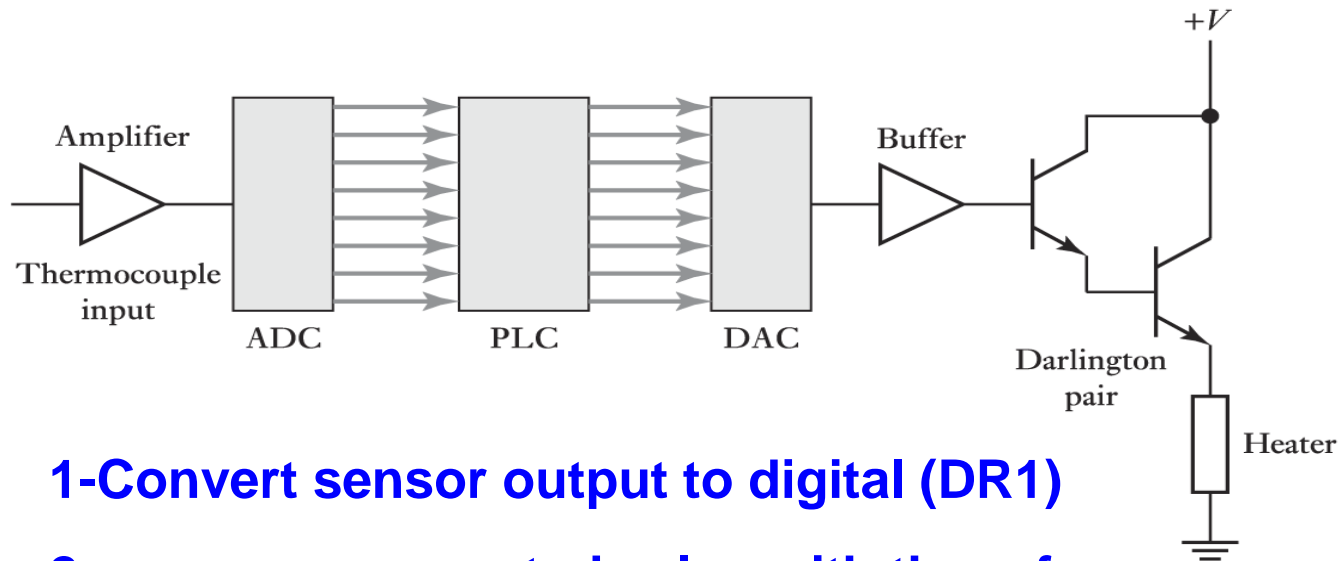 +V
Amplifier
Buffer
Thermocouple
input
ADC
PLC
DAC
Darlington
pair
Heater
1-Convert sensor output to digital (DR1)